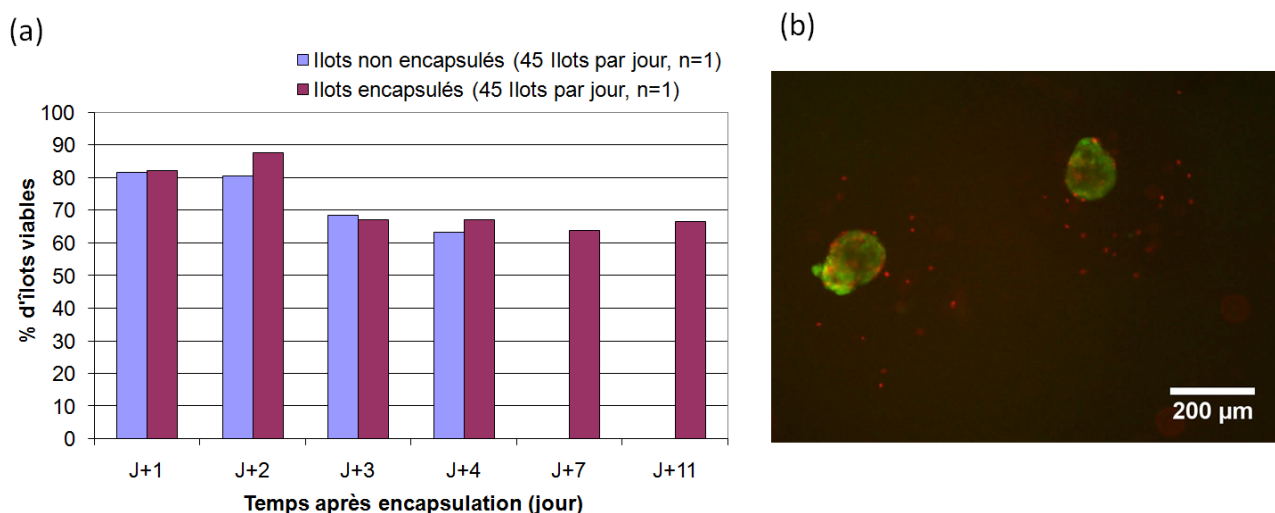 (a)
Ilots non encapsulés (45 Ilots par jour, n=1)
Ilots encapsulés (45 Ilots par jour, n=1)
100
90
80
70
60
50
40
30
20
10
0
% d'îlots viables
J+1 J+2 J+3 J+4 J+7 J+11
Temps après encapsulation (jour)
(b)
200 µm